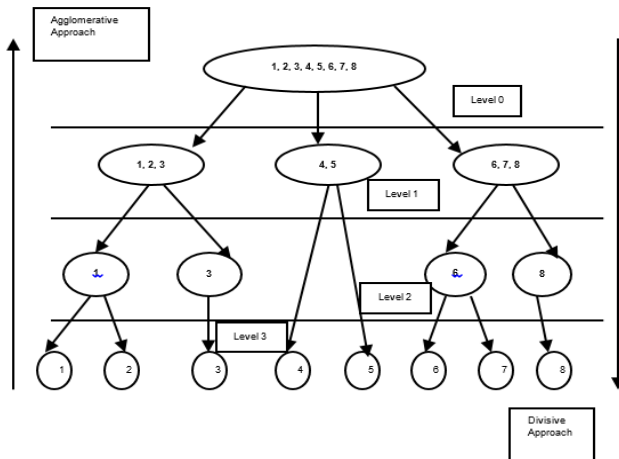 Agglomerative
Approach
1, 2, 3, 4, 5, 6, 7, 8
Level 0
1, 2, 3
4, 5
6, 7, 8
Level 1
1
3
6
8
Level 2
Level 3
1
2
3
4
5
6
7
8
Divisive
Approach